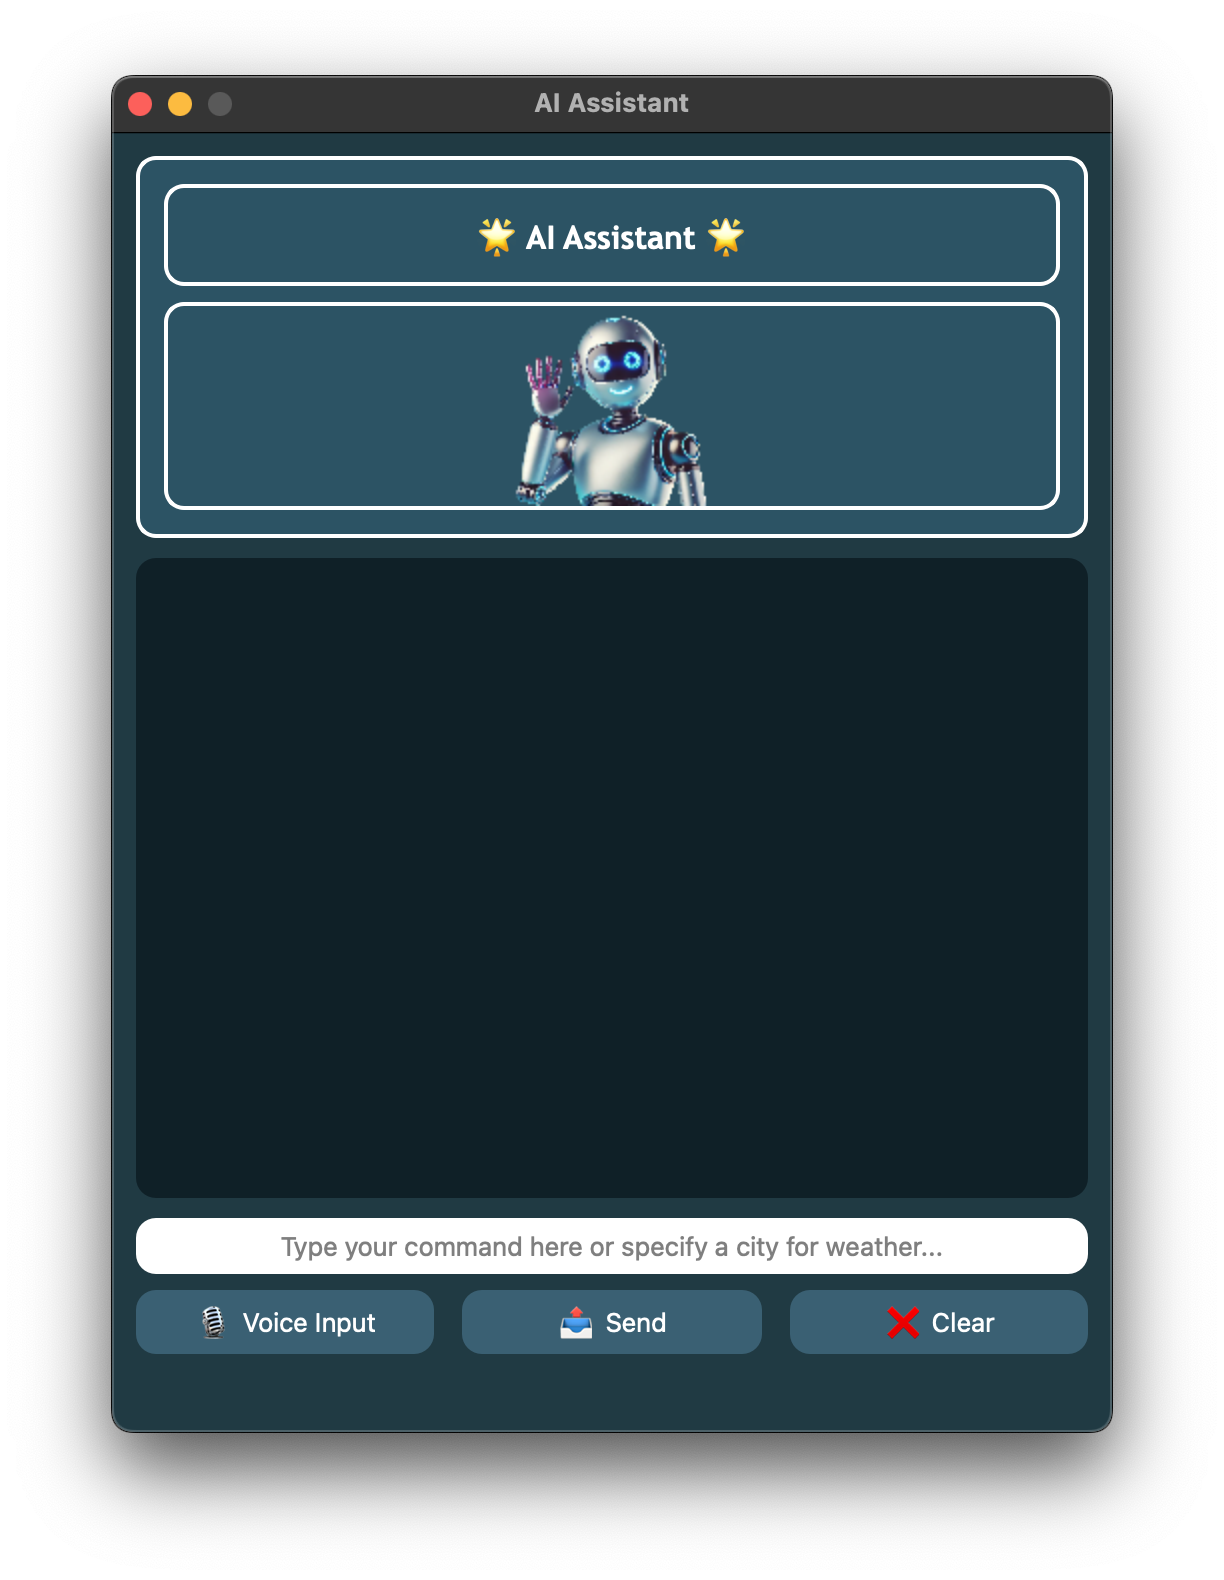 AI Assistant
🌟 AI Assistant 🌟
Type your command here or specify a city for weather...
🎙 Voice Input
📤 Send
❌ Clear